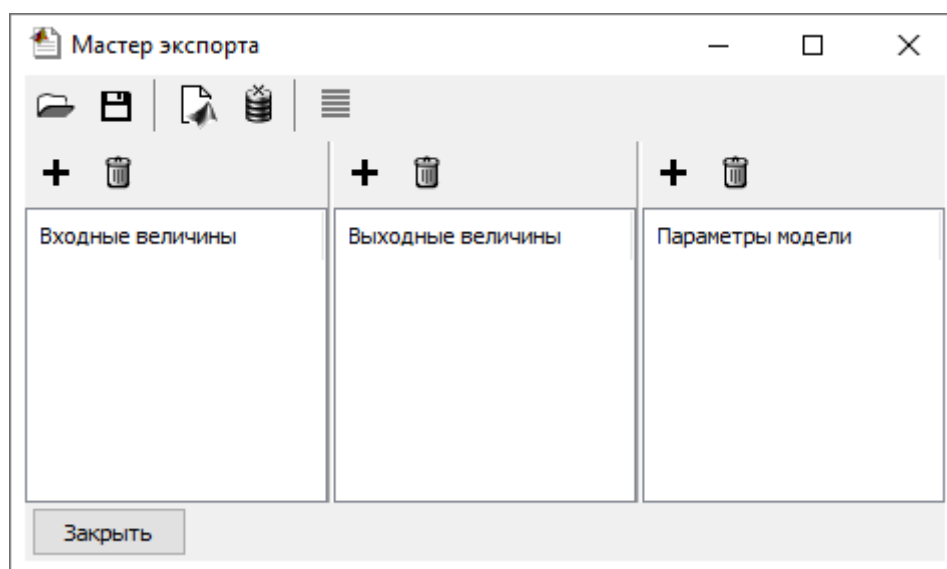 Мастер экспорта
Входные величины
Выходные величины
Параметры модели
Закрыть